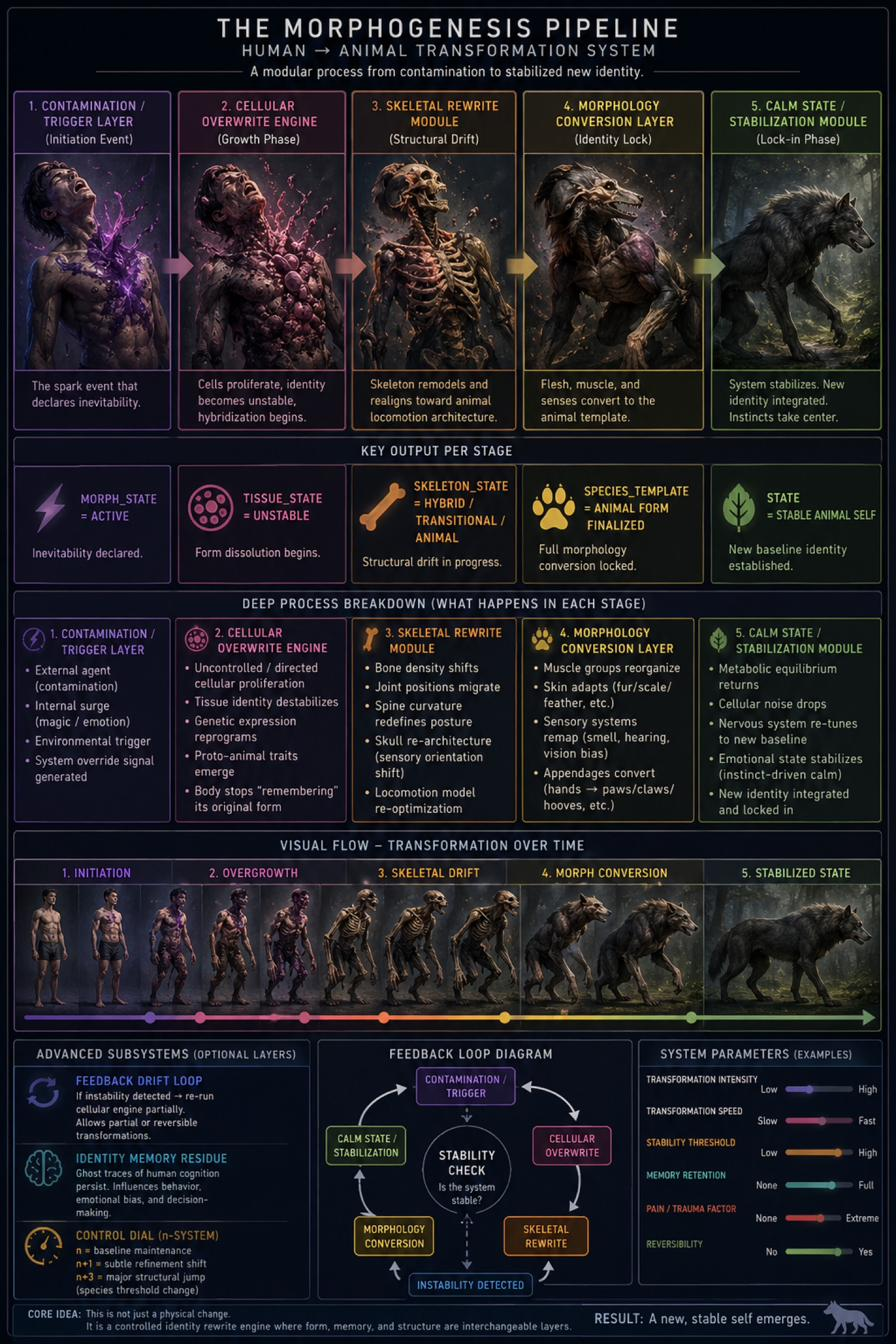 THE MORPHOGENESIS PIPELINE
HUMAN → ANIMAL TRANSFORMATION SYSTEM
A modular process from contamination to stabilized new identity.
1. CONTAMINATION /
TRIGGER LAYER
(Initiation Event)
The spark event that
declares inevitability.
2. CELLULAR
OVERWRITE ENGINE
(Growth Phase)
Cells proliferate, identity
becomes unstable,
hybridization begins.
3. SKELETAL REWRITE
MODULE
(Structural Drift)
Skeleton remodels and
realigns toward animal
locomotion architecture.
4. MORPHOLOGY
CONVERSION LAYER
(Identity Lock)
Flesh, muscle, and
senses convert to the
animal template.
5. CALM STATE /
STABILIZATION MODULE
(Lock-in Phase)
System stabilizes. New
identity integrated.
Instincts take center.
KEY OUTPUT PER STAGE
MORPH_STATE
= ACTIVE
Inevitability declared.
TISSUE_STATE
= UNSTABLE
Form dissolution begins.
SKELETON_STATE
= HYBRID /
TRANSITIONAL /
ANIMAL
Structural drift in progress.
SPECIES_TEMPLATE
= ANIMAL FORM
FINALIZED
Full morphology
conversion locked.
STATE
= STABLE ANIMAL SELF
New baseline identity
established.
DEEP PROCESS BREAKDOWN (WHAT HAPPENS IN EACH STAGE)
1. CONTAMINATION /
TRIGGER LAYER
• External agent
(contamination)
• Internal surge
(magic / emotion)
• Environmental trigger
• System override signal
generated
2. CELLULAR
OVERWRITE ENGINE
• Uncontrolled / directed
cellular proliferation
• Tissue identity destabilizes
• Genetic expression
reprograms
• Proto-animal traits
emerge
• Body stops "remembering"
its original form
3. SKELETAL REWRITE
MODULE
• Bone density shifts
• Joint positions migrate
• Spine curvature
redefines posture
• Skull re-architecture
(sensory orientation
shift)
• Locomotion model
re-optimization
4. MORPHOLOGY
CONVERSION LAYER
• Muscle groups reorganize
• Skin adapts (fur/scale/
feather, etc.)
• Sensory systems
remap (smell, hearing,
vision bias)
• Appendages convert
(hands → paws/claws/
hooves, etc.)
5. CALM STATE /
STABILIZATION MODULE
• Metabolic equilibrium
returns
• Cellular noise drops
• Nervous system re-tunes
to new baseline
• Emotional state stabilizes
(instinct-driven calm)
• New identity integrated
and locked in
VISUAL FLOW – TRANSFORMATION OVER TIME
1. INITIATION
2. OVERGROWTH
3. SKELETAL DRIFT
4. MORPH CONVERSION
5. STABILIZED STATE
ADVANCED SUBSYSTEMS (OPTIONAL LAYERS)
FEEDBACK DRIFT LOOP
If instability detected → re-run
cellular engine partially.
Allows partial or reversible
transformations.
IDENTITY MEMORY RESIDUE
Ghost traces of human cognition
persist. Influences behavior,
emotional bias, and decision-
making.
CONTROL DIAL (n-SYSTEM)
n = baseline maintenance
n+1 = subtle refinement shift
n+3 = major structural jump
(species threshold change)
FEEDBACK LOOP DIAGRAM
CONTAMINATION /
TRIGGER
CALM STATE /
STABILIZATION
STABILITY
CHECK
Is the system
stable?
CELLULAR
OVERWRITE
MORPHOLOGY
CONVERSION
SKELETAL
REWRITE
INSTABILITY DETECTED
SYSTEM PARAMETERS (EXAMPLES)
TRANSFORMATION INTENSITY
Low High
TRANSFORMATION SPEED
Slow Fast
STABILITY THRESHOLD
Low High
MEMORY RETENTION
None Full
PAIN / TRAUMA FACTOR
None Extreme
REVERSIBILITY
No Yes
CORE IDEA: This is not just a physical change.
It is a controlled identity rewrite engine where form, memory, and structure are interchangeable layers.
RESULT: A new, stable self emerges.